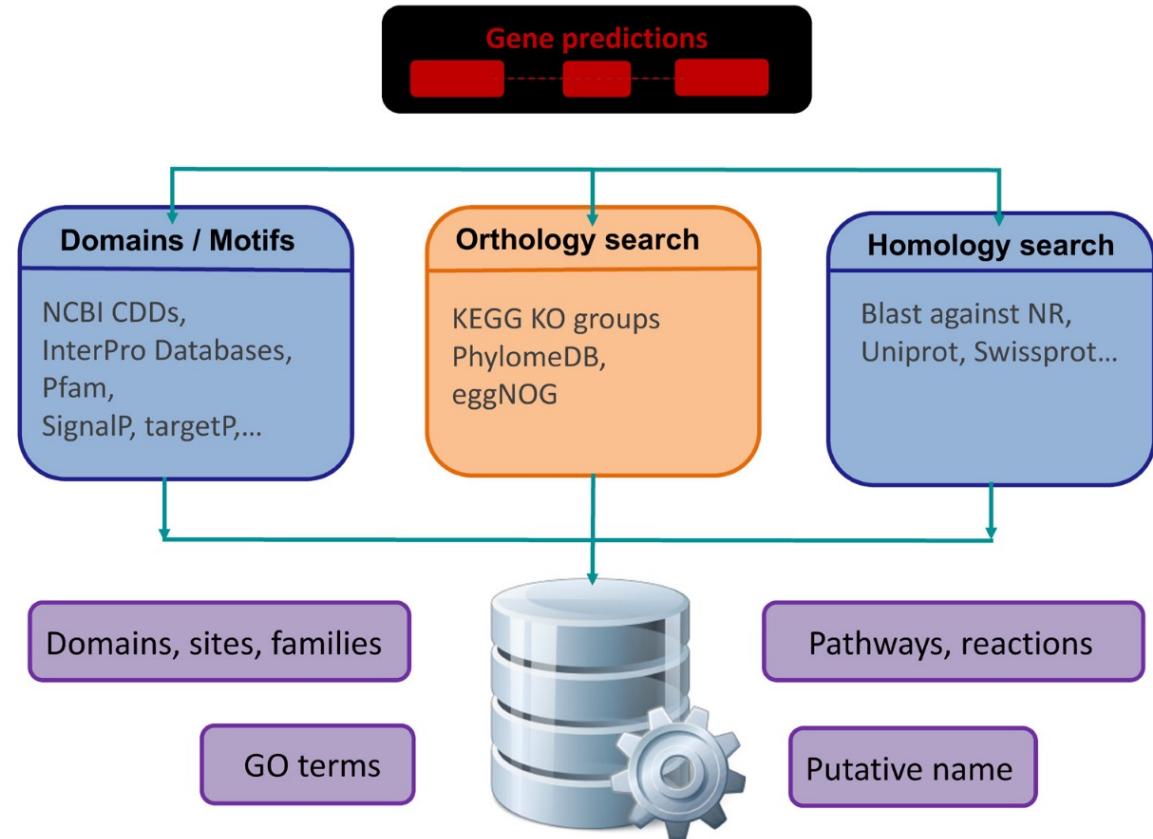 Gene predictions
Domains / Motifs
NCBI CDDs,
InterPro Databases,
Pfam,
SignalP, targetP,...
Orthology search
KEGG KO groups
PhylomeDB,
eggNOG
Homology search
Blast against NR,
Uniprot, Swissprot...
Domains, sites, families
Pathways, reactions
GO terms
Putative name